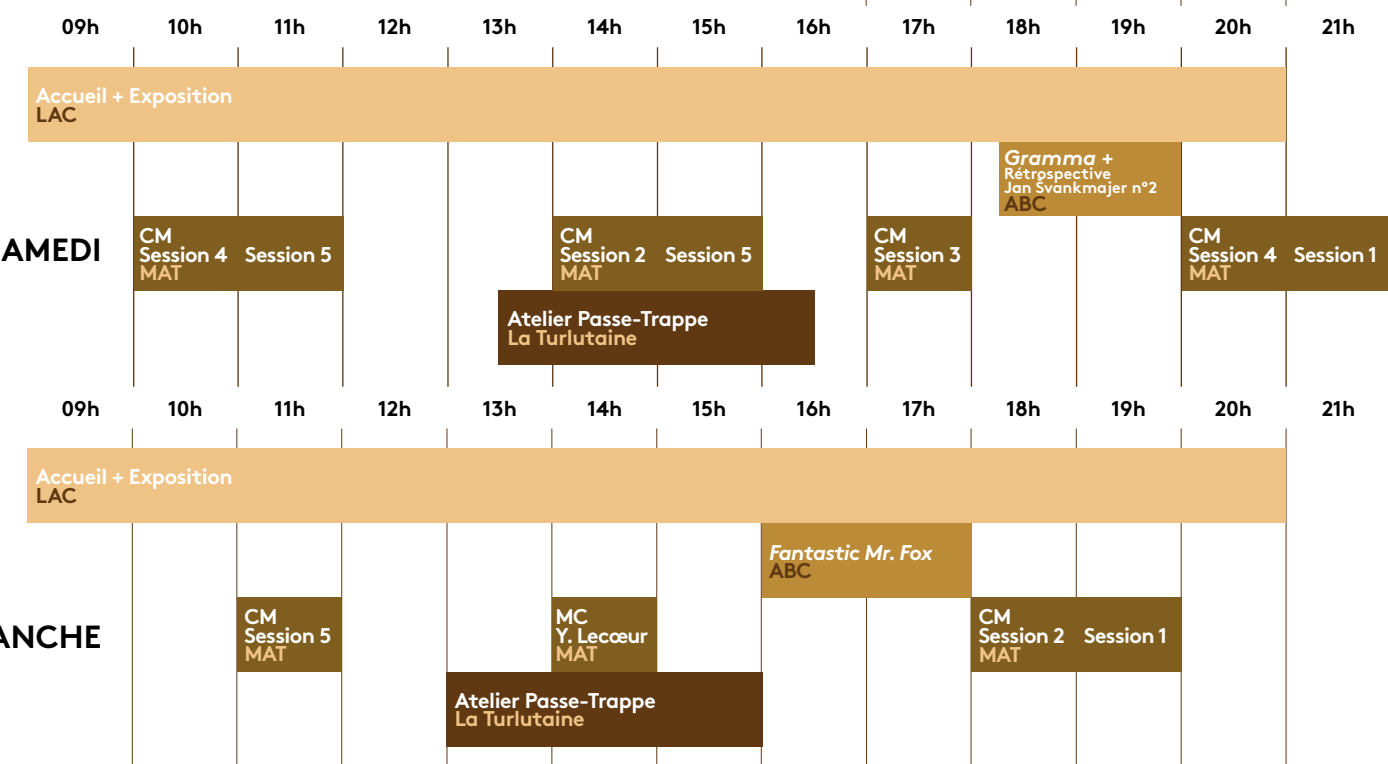 09h 10h 11h 12h 13h 14h 15h 16h 17h 18h 19h 20h 21h
Accueil + Exposition
LAC
Gramma +
Rétrospective
Jan Švankmajer n°2
ABC
AMEDI
CM
Session 4 Session 5
MAT
CM
Session 2 Session 5
MAT
CM
Session 3
MAT
CM
Session 4 Session 1
MAT
Atelier Passe-Trappe
La Turlutaine
09h 10h 11h 12h 13h 14h 15h 16h 17h 18h 19h 20h 21h
Accueil + Exposition
LAC
Fantastic Mr. Fox
ABC
ANCHE
CM
Session 5
MAT
MC
Y. Lecœur
MAT
CM
Session 2 Session 1
MAT
Atelier Passe-Trappe
La Turlutaine